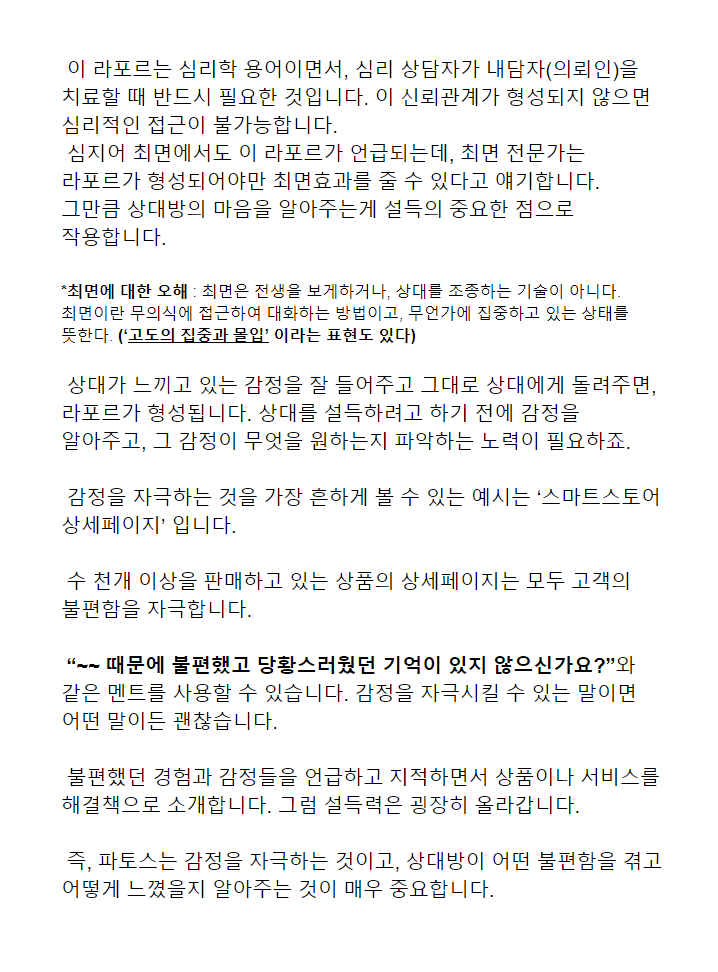 이 라포르는 심리학 용어이면서, 심리 상담자가 내담자(의뢰인)을
치료할 때 반드시 필요한 것입니다. 이 신뢰관계가 형성되지 않으면
심리적인 접근이 불가능합니다.
심지어 최면에서도 이 라포르가 언급되는데, 최면 전문가는
라포르가 형성되어야만 최면효과를 줄 수 있다고 얘기합니다.
그만큼 상대방의 마음을 알아주는게 설득의 중요한 점으로
작용합니다.
*최면에 대한 오해 : 최면은 전생을 보게하거나, 상대를 조종하는 기술이 아니다.
최면이란 무의식에 접근하여 대화하는 방법이고, 무언가에 집중하고 있는 상태를
뜻한다. (‘고도의 집중과 몰입’ 이라는 표현도 있다)
상대가 느끼고 있는 감정을 잘 들어주고 그대로 상대에게 돌려주면,
라포르가 형성됩니다. 상대를 설득하려고 하기 전에 감정을
알아주고, 그 감정이 무엇을 원하는지 파악하는 노력이 필요하죠.
감정을 자극하는 것을 가장 흔하게 볼 수 있는 예시는 ‘스마트스토어
상세페이지’ 입니다.
수 천개 이상을 판매하고 있는 상품의 상세페이지는 모두 고객의
불편함을 자극합니다.
“~~ 때문에 불편했고 당황스러웠던 기억이 있지 않으신가요?”와
같은 멘트를 사용할 수 있습니다. 감정을 자극시킬 수 있는 말이면
어떤 말이든 괜찮습니다.
불편했던 경험과 감정들을 언급하고 지적하면서 상품이나 서비스를
해결책으로 소개합니다. 그럼 설득력은 굉장히 올라갑니다.
즉, 파토스는 감정을 자극하는 것이고, 상대방이 어떤 불편함을 겪고
어떻게 느꼈을지 알아주는 것이 매우 중요합니다.